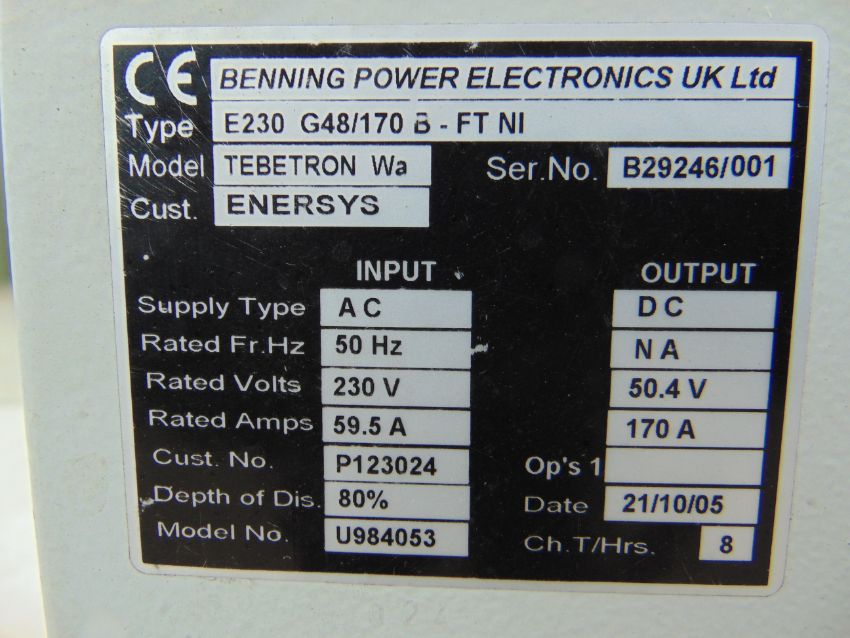 CE BENNING POWER ELECTRONICS UK Ltd
Type E230 G48/170 B - FT NI
Model TEBETRON Wa Ser.No. B29246/001
Cust. ENERSYS
INPUT OUTPUT
Supply Type A C D C
Rated Fr.Hz 50 Hz N A
Rated Volts 230 V 50.4 V
Rated Amps 59.5 A 170 A
Cust. No. P123024 Op's 1
Depth of Dis. 80% Date 21/10/05
Model No. U984053 Ch.T/Hrs. 8